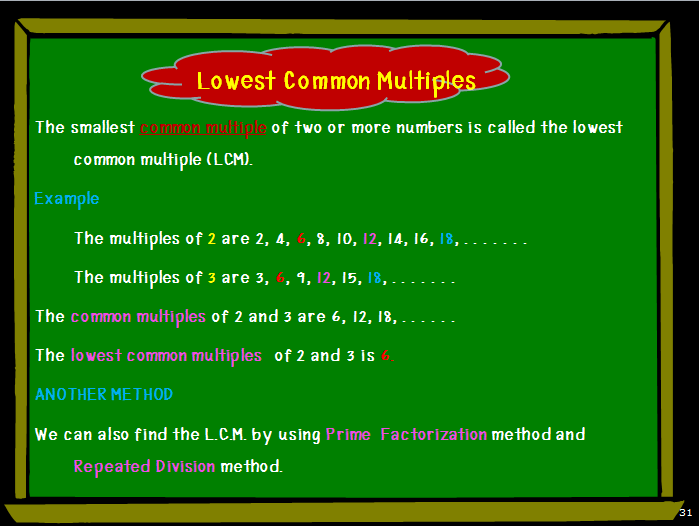 Lowest Common Multiples
The smallest common multiple of two or more numbers is called the lowest
common multiple (LCM).
Example
The multiples of 2 are 2, 4, 6, 8, 10, 12, 14, 16, 18, . . . . . . .
The multiples of 3 are 3, 6, 9, 12, 15, 18, . . . . . . .
The common multiples of 2 and 3 are 6, 12, 18, . . . . . .
The lowest common multiples of 2 and 3 is 6.
ANOTHER METHOD
We can also find the L.C.M. by using Prime Factorization method and
Repeated Division method.
31